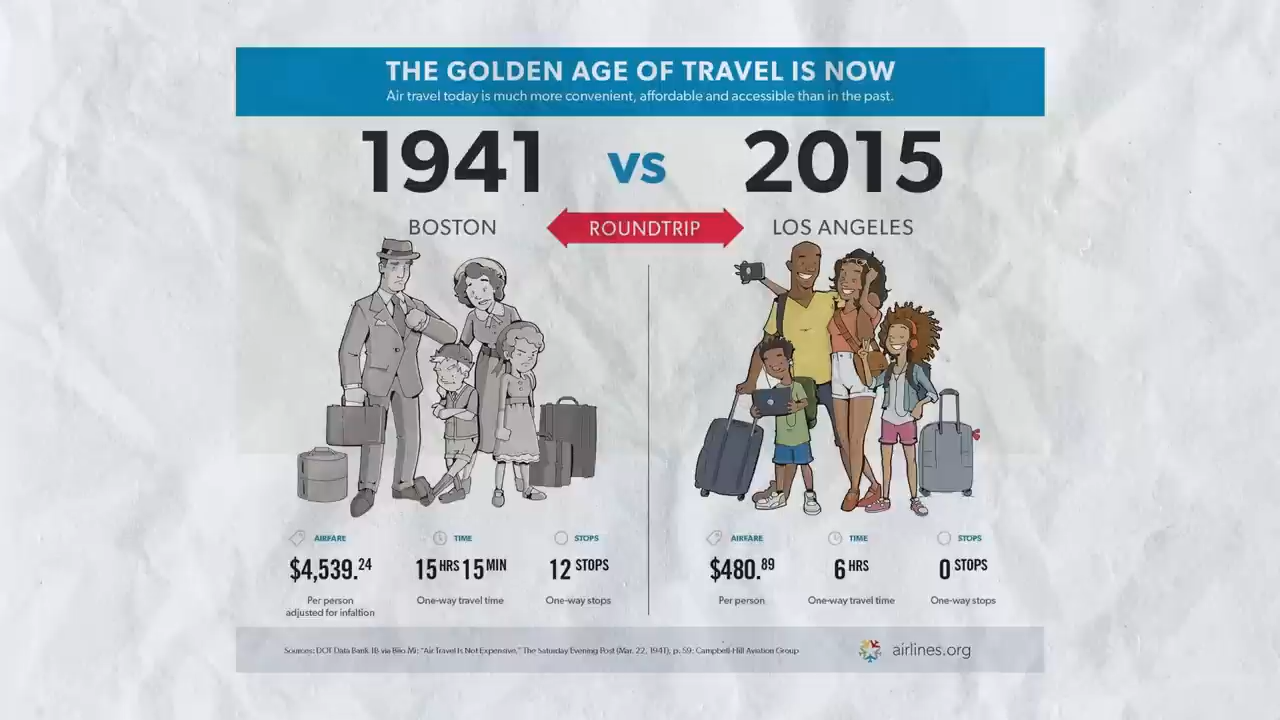 THE GOLDEN AGE OF TRAVEL IS NOW
Air travel today is much more convenient, affordable and accessible than in the past.
1941 VS 2015
BOSTON ROUNDTRIP LOS ANGELES
AIRFARE TIME STOPS
$4,539.24 15 HRS 15 MIN 12 STOPS
Per person One-way travel time One-way stops
adjusted for infaltion
AIRFARE TIME STOPS
$480.89 6 HRS 0 STOPS
Per person One-way travel time One-way stops
Sources: DOT Data Bank 1B via Bäo Mi; "Air Travel Is Not Expensive," The Saturday Evening Post (Mar. 22, 1941), p. 59; Campbell-Hill Aviation Group
airlines.org